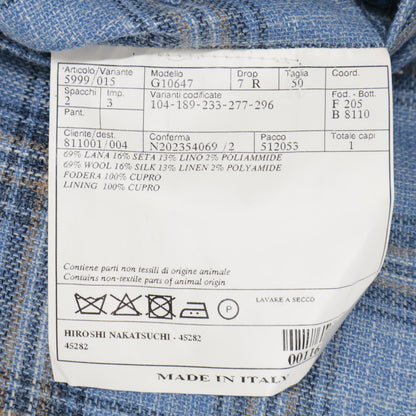 Articolo/Variante Modello Drop Taglia Coord.
5999/015 G10647 7 R 50
Spacchi Imp. Varianti codificate Fod. - Bott.
2 3 104-189-233-277-296 F 205
Pant. B 8110
Cliente/dest. Conferma Pacco Totale capi
811001/004 N202354069 /2 512053 1
69% LANA 16% SETA 13% LINO 2% POLIAMMIDE
69% WOOL 16% SILK 13% LINEN 2% POLYAMIDE
FODERA 100% CUPRO
LINING 100% CUPRO
Contiene parti non tessili di origine animale
Contains non-textile parts of animal origin
P LAVARE A SECCO
HIROSHI NAKATSUCHI - 45282
45282
00116
MADE IN ITALY